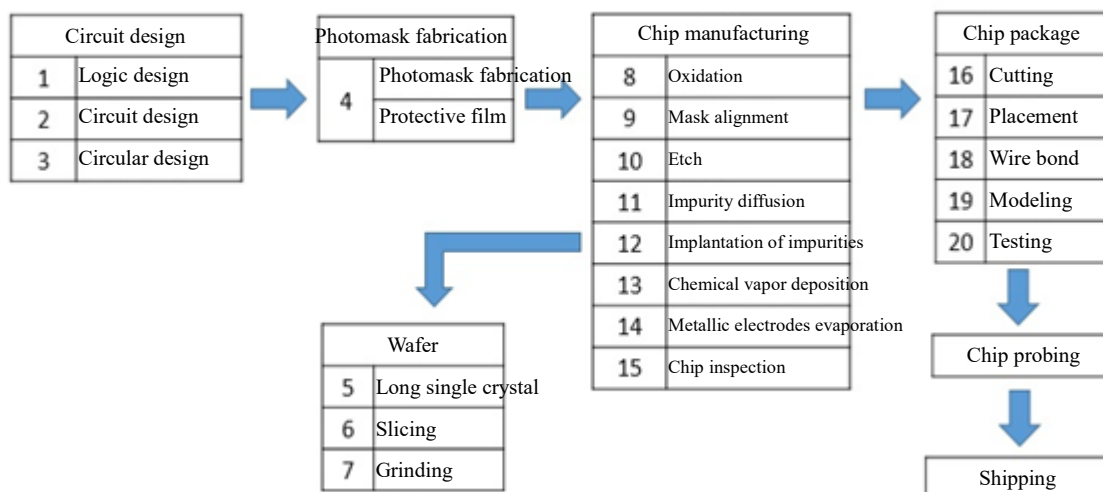 Circuit design
1 Logic design
2 Circuit design
3 Circular design
Photomask fabrication
4 Photomask fabrication
Protective film
Chip manufacturing
8 Oxidation
9 Mask alignment
10 Etch
11 Impurity diffusion
12 Implantation of impurities
13 Chemical vapor deposition
14 Metallic electrodes evaporation
15 Chip inspection
Chip package
16 Cutting
17 Placement
18 Wire bond
19 Modeling
20 Testing
Wafer
5 Long single crystal
6 Slicing
7 Grinding
Chip probing
Shipping